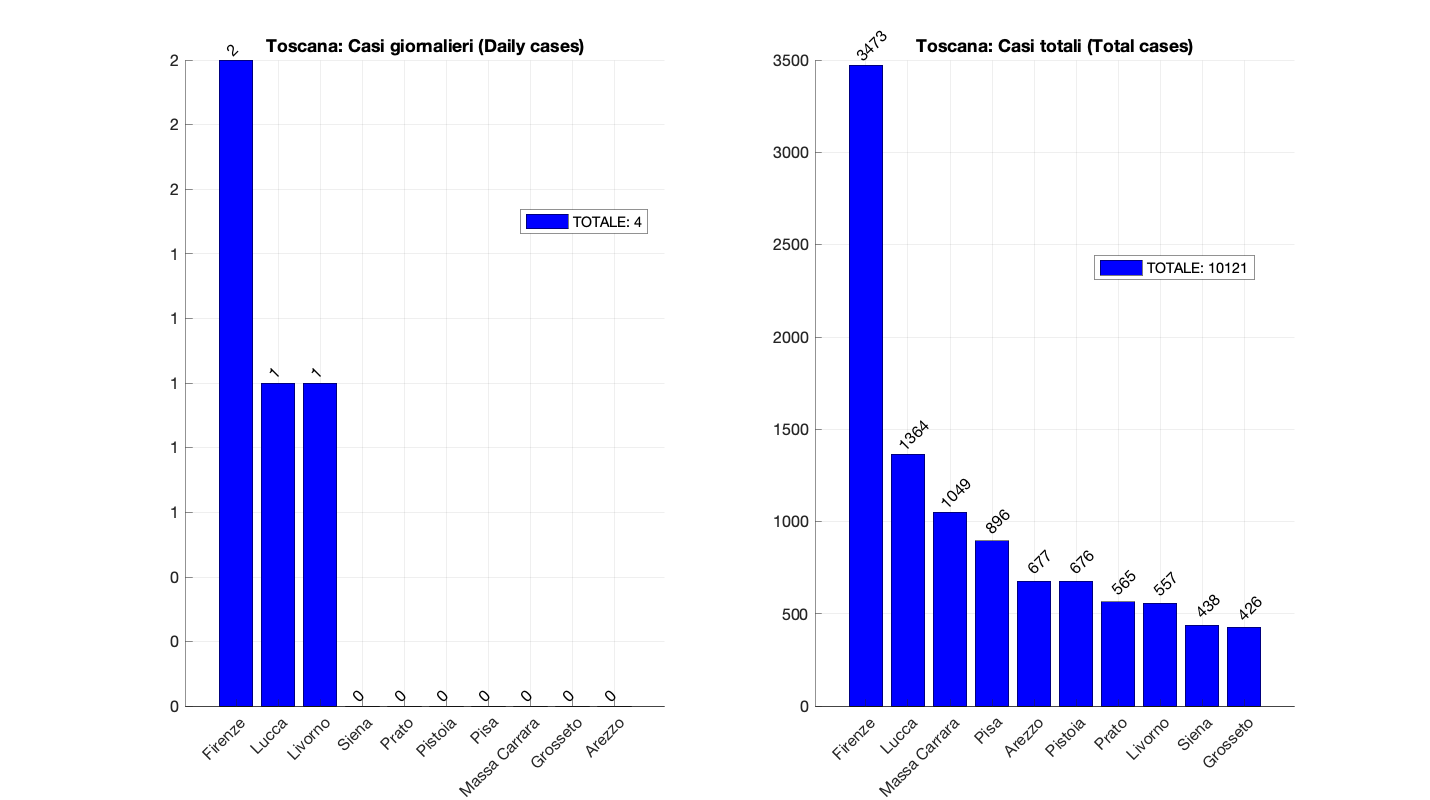 Toscana: Casi giornalieri (Daily cases)
2
2
2
2
1
1
1
1
1
0
0
0
2
1
1
0
0
0
0
0
0
0
TOTALE: 4
Firenze
Lucca
Livorno
Siena
Prato
Pistoia
Pisa
Massa Carrara
Grosseto
Arezzo
Toscana: Casi totali (Total cases)
3500
3000
2500
2000
1500
1000
500
0
3473
1364
1049
896
677
676
565
557
438
426
TOTALE: 10121
Firenze
Lucca
Massa Carrara
Pisa
Arezzo
Pistoia
Prato
Livorno
Siena
Grosseto